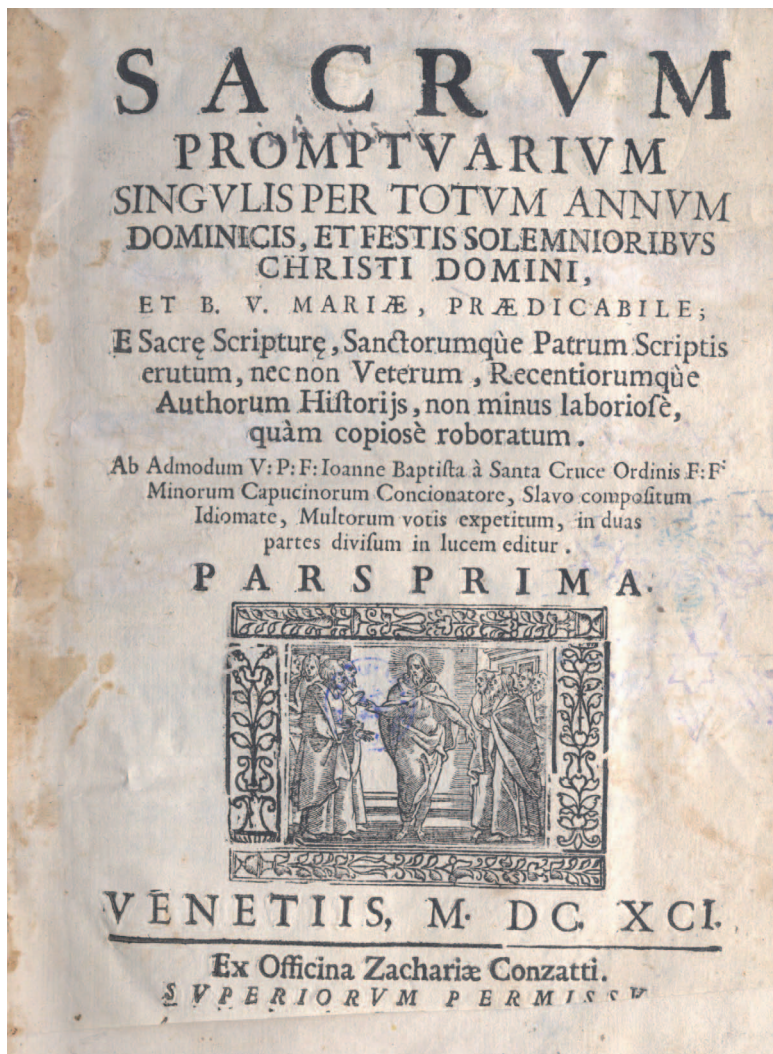 SACRVM
PROMPTVARIVM
SINGVLIS PER TOTVM ANNVM
DOMINICIS, ET FESTIS SOLEMNIORIBVS
CHRISTI DOMINI,
ET B. V. MARIÆ, PRÆDICABILE;
E Sacrę Scripturę, Sanctorumqùe Patrum Scriptis
erutum, nec non Veterum, Recentiorumqùe
Authorum Hiſtorijs, non minus laborioſè,
quàm copiosè roboratum.
Ab Admodum V: P: F: Ioanne Baptiſta à Santa Cruce Ordinis F: F:
Minorum Capucinorum Concionatore, Slavo compoſitum
Idiomate, Multorum votis expetitum, in duas
partes diviſum in lucem editur.
PARS PRIMA.
VENETIIS, M. DC. XCI.
Ex Officina Zachariæ Conzatti.
SVPERIORVM PERMISSV